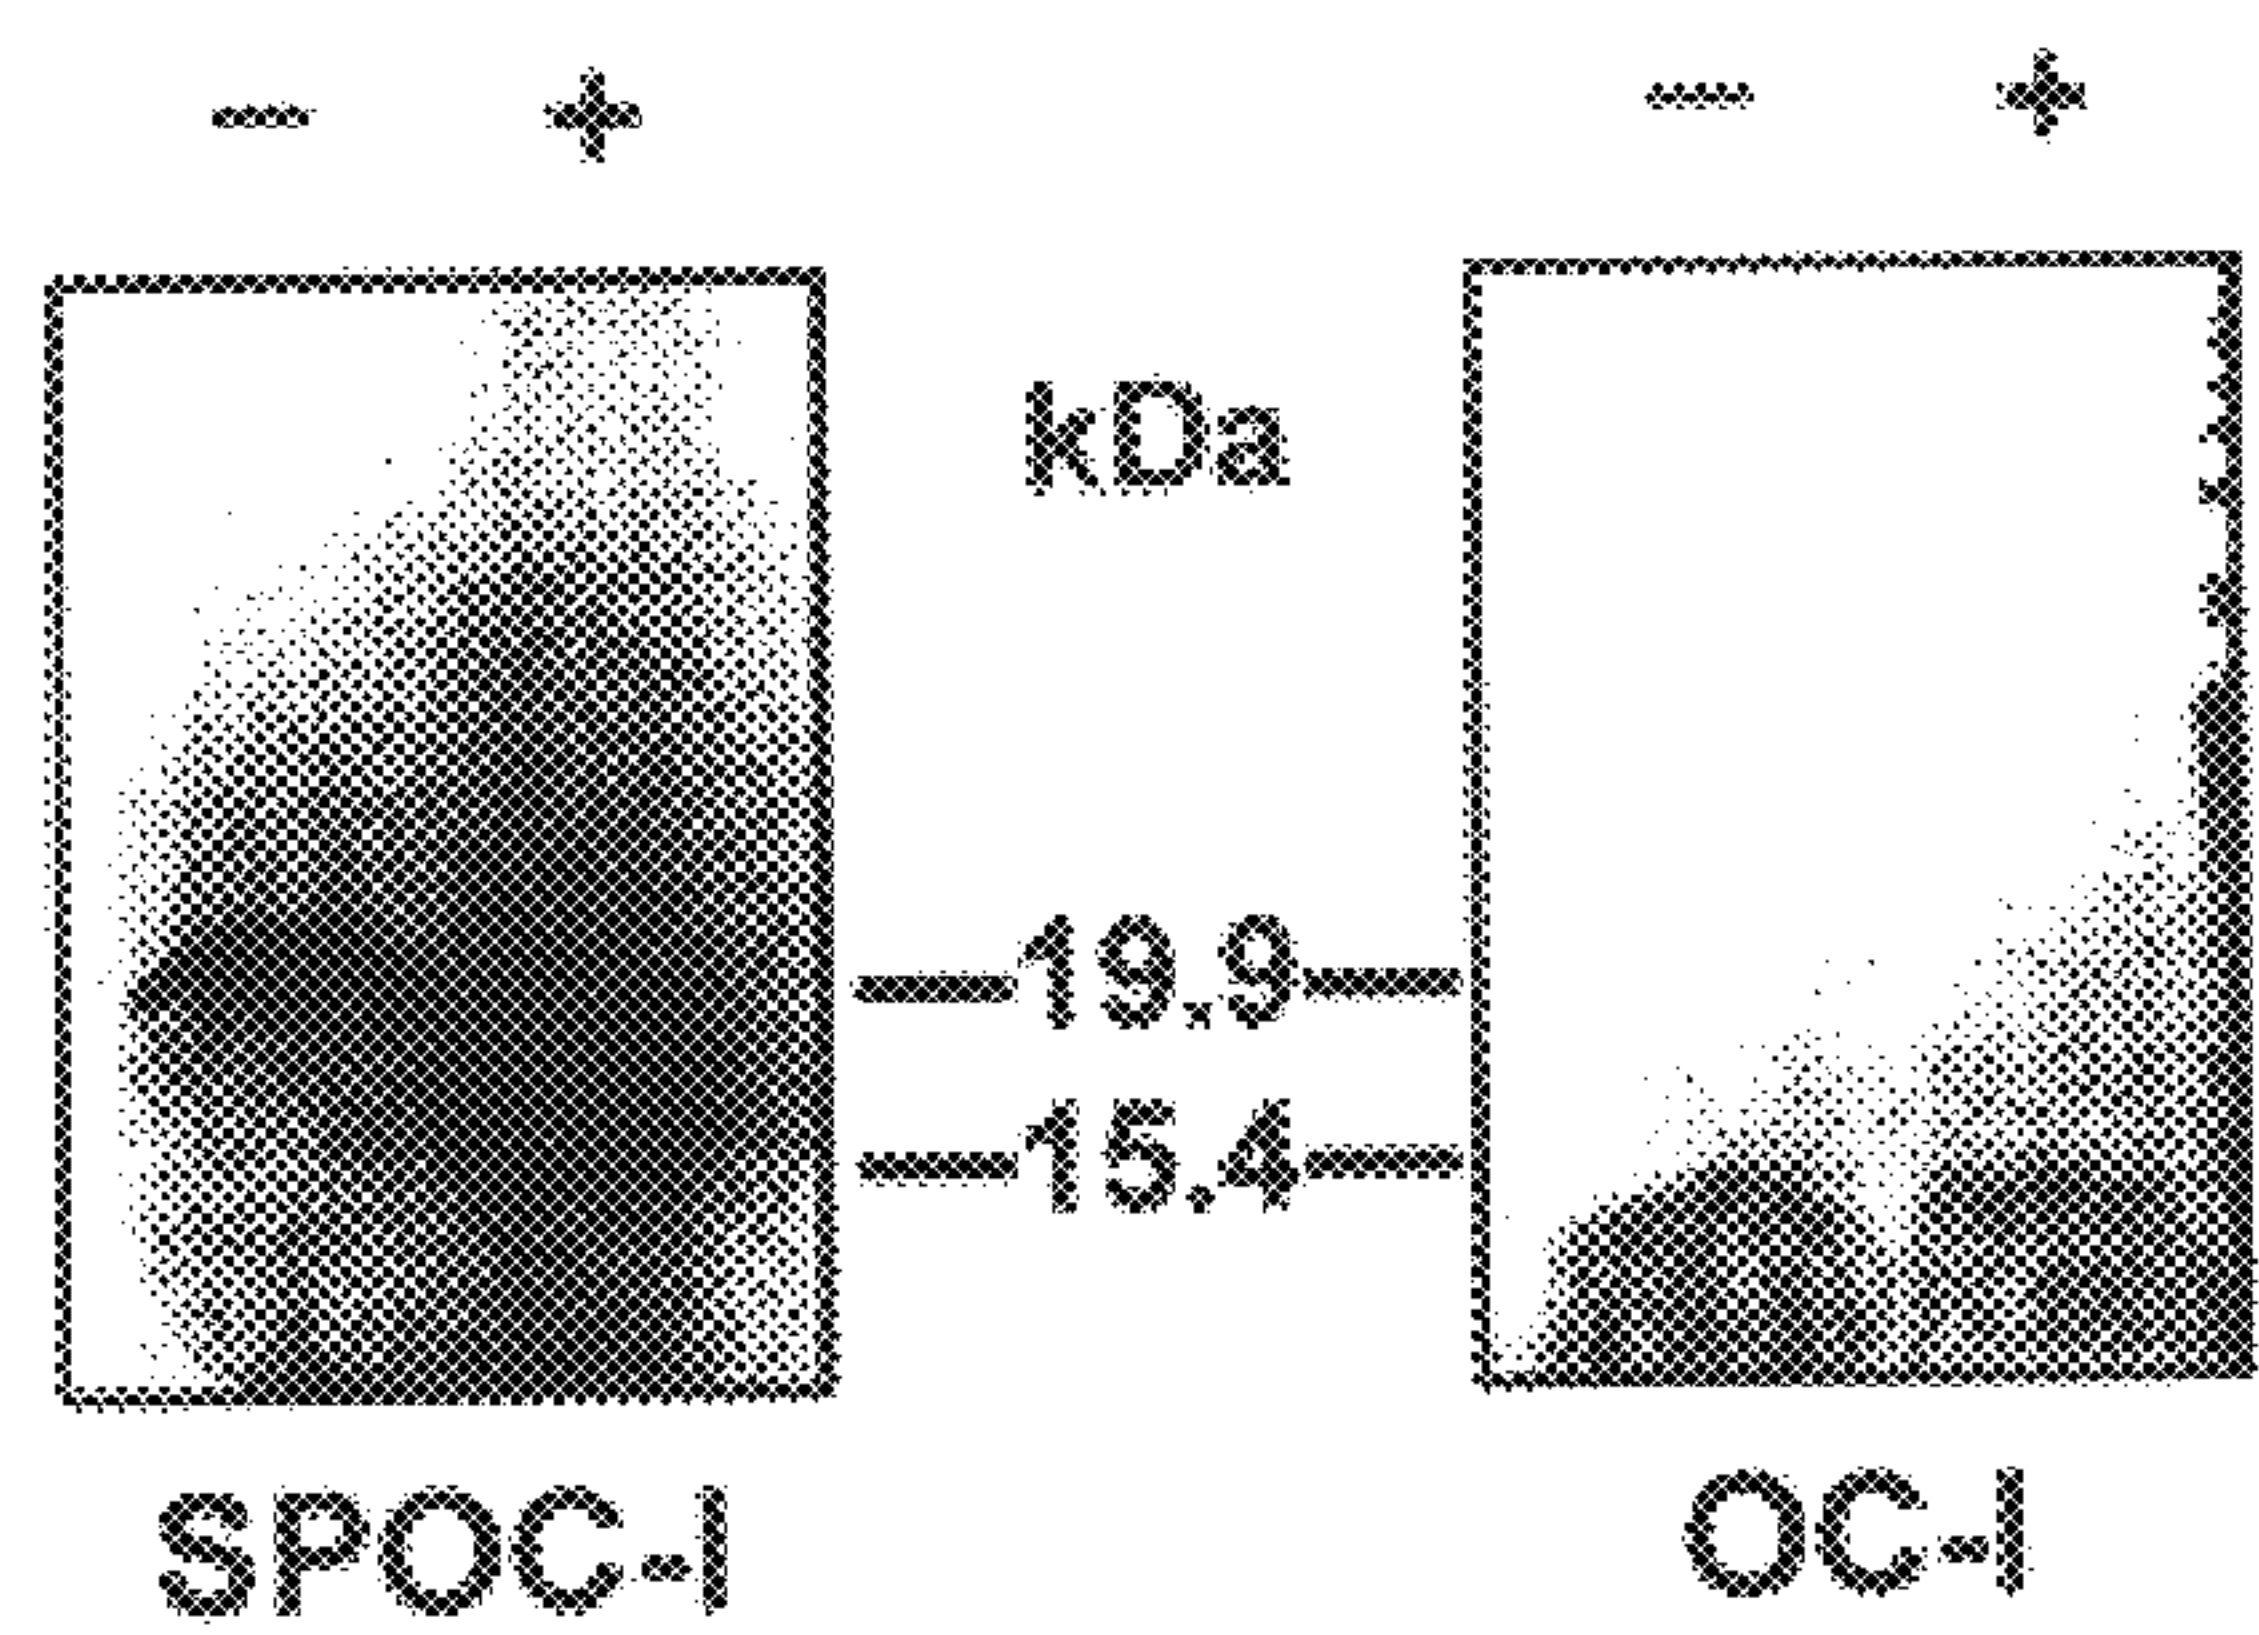 − +
− +
kDa
19.9
15.4
SPOC-I
OC-I